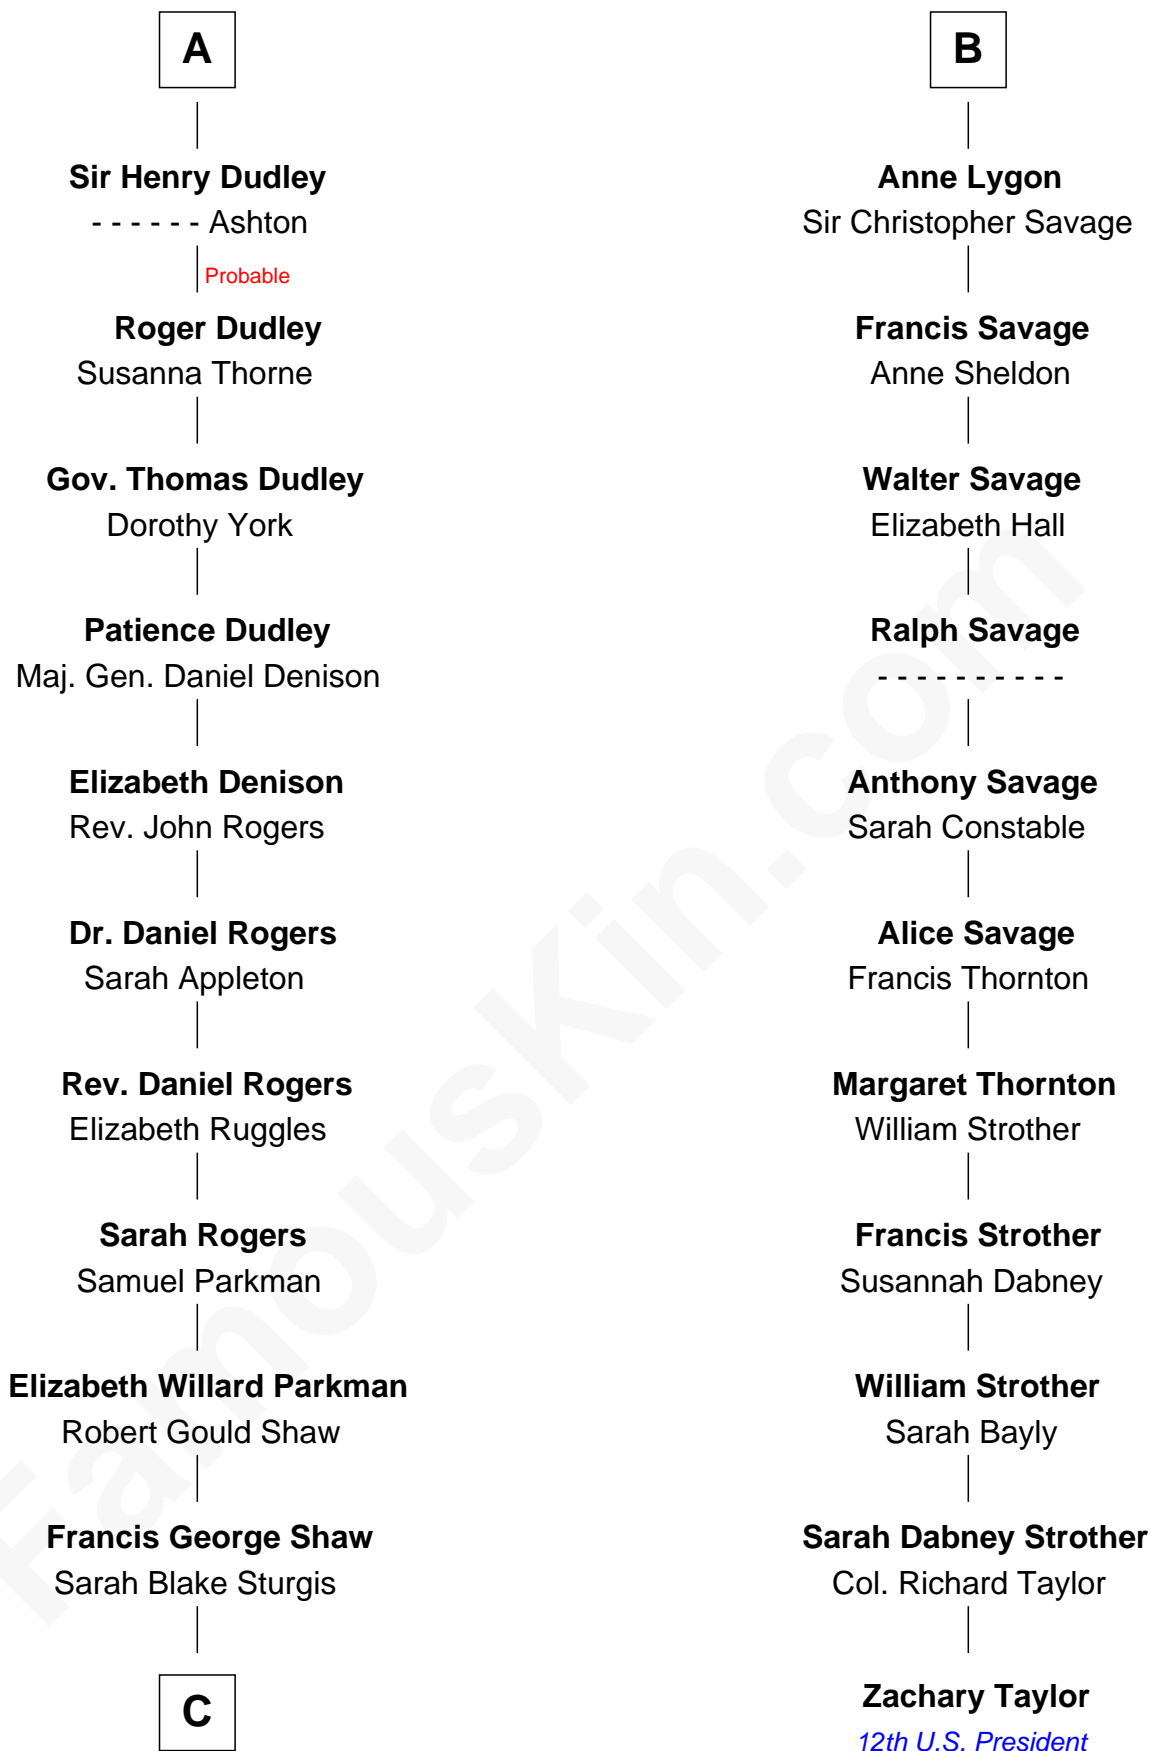 A
Sir Henry Dudley
- - - - - - Ashton
Probable
Roger Dudley
Susanna Thorne
Gov. Thomas Dudley
Dorothy York
Patience Dudley
Maj. Gen. Daniel Denison
Elizabeth Denison
Rev. John Rogers
Dr. Daniel Rogers
Sarah Appleton
Rev. Daniel Rogers
Elizabeth Ruggles
Sarah Rogers
Samuel Parkman
Elizabeth Willard Parkman
Robert Gould Shaw
Francis George Shaw
Sarah Blake Sturgis
C
B
Anne Lygon
Sir Christopher Savage
Francis Savage
Anne Sheldon
Walter Savage
Elizabeth Hall
Ralph Savage
- - - - - - - - - -
Anthony Savage
Sarah Constable
Alice Savage
Francis Thornton
Margaret Thornton
William Strother
Francis Strother
Susannah Dabney
William Strother
Sarah Bayly
Sarah Dabney Strother
Col. Richard Taylor
Zachary Taylor
12th U.S. President
FamousKin.com